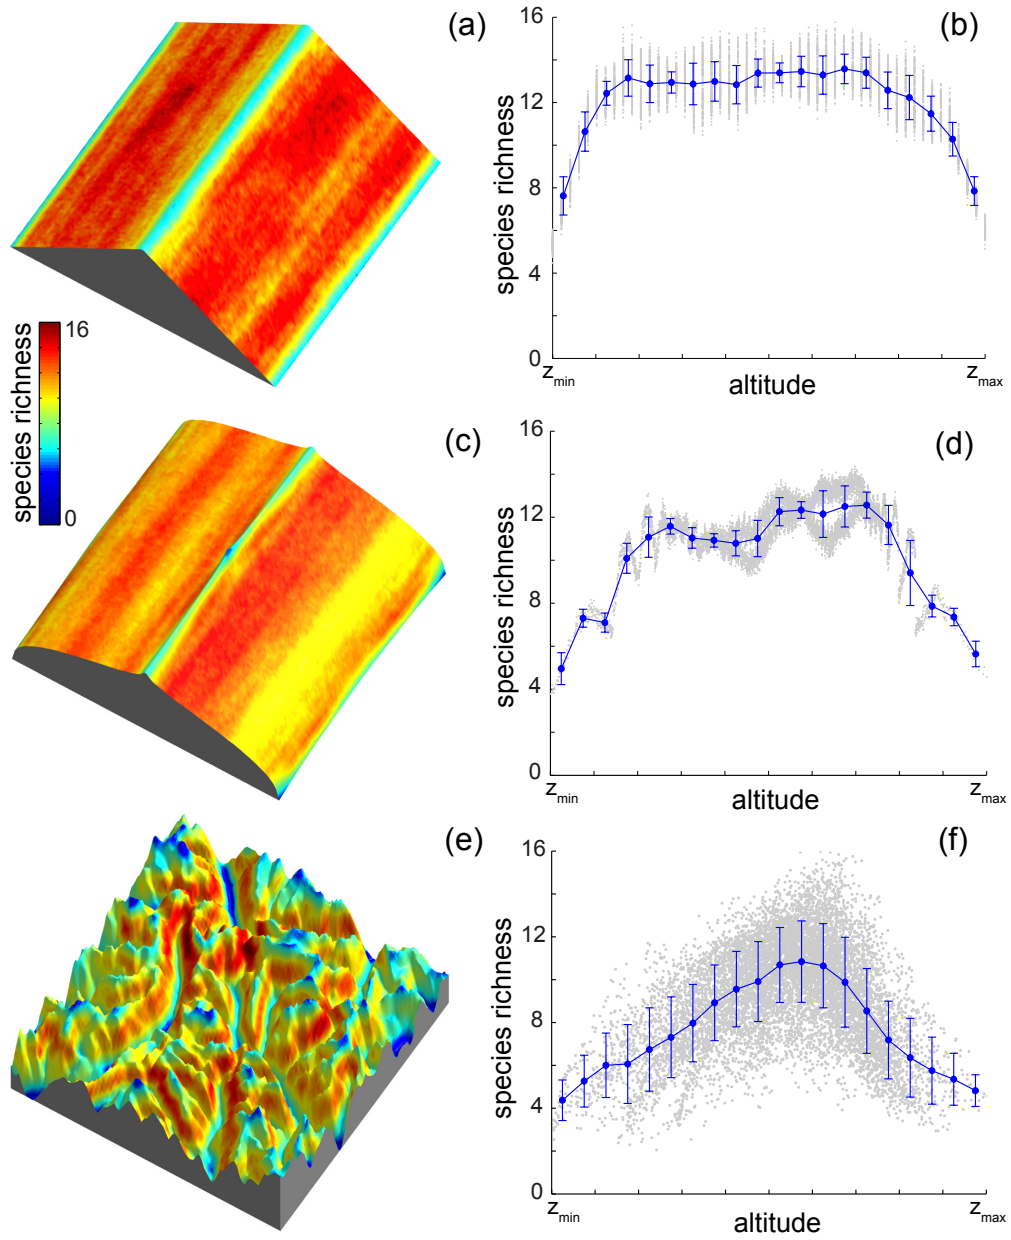 (a)
(b)
16
12
8
4
0
species richness
z_min
altitude
z_max
16
0
species richness
(c)
(d)
16
12
8
4
0
species richness
z_min
altitude
z_max
(e)
(f)
16
12
8
4
0
species richness
z_min
altitude
z_max